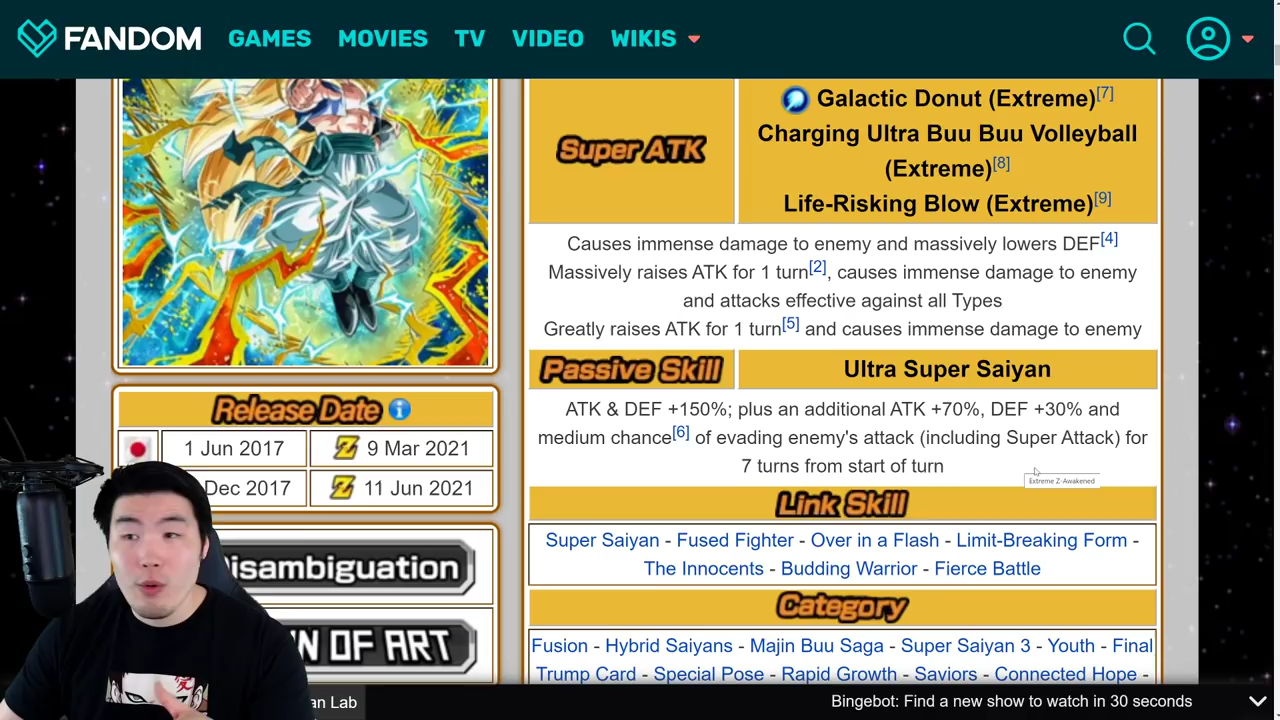 FANDOM GAMES MOVIES TV VIDEO WIKIS
Super ATK
Galactic Donut (Extreme)[7]
Charging Ultra Buu Buu Volleyball
(Extreme)[8]
Life-Risking Blow (Extreme)[9]
Causes immense damage to enemy and massively lowers DEF[4]
Massively raises ATK for 1 turn[2], causes immense damage to enemy
and attacks effective against all Types
Greatly raises ATK for 1 turn[5] and causes immense damage to enemy
Passive Skill
Ultra Super Saiyan
ATK & DEF +150%; plus an additional ATK +70%, DEF +30% and
medium chance[6] of evading enemy's attack (including Super Attack) for
7 turns from start of turn
Extreme Z-Awakened
Link Skill
Super Saiyan - Fused Fighter - Over in a Flash - Limit-Breaking Form -
The Innocents - Budding Warrior - Fierce Battle
Category
Fusion - Hybrid Saiyans - Majin Buu Saga - Super Saiyan 3 - Youth - Final
Trump Card - Special Pose - Rapid Growth - Saviors - Connected Hope -
Release Date i
1 Jun 2017 Z 9 Mar 2021
Dec 2017 Z 11 Jun 2021
isambiguation
N OF ART
an Lab
Bingebot: Find a new show to watch in 30 seconds